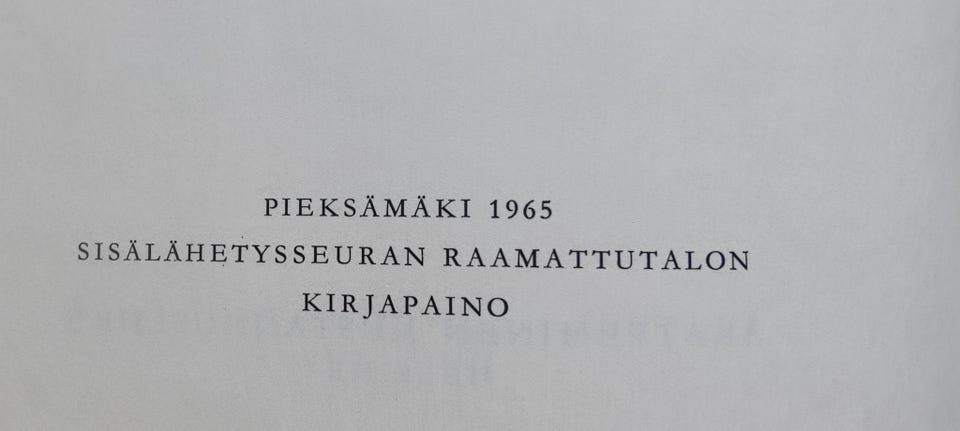 PIEKSÄMÄKI 1965
SISÄLÄHETYSSEURAN RAAMATTUTALON
KIRJAPAINO